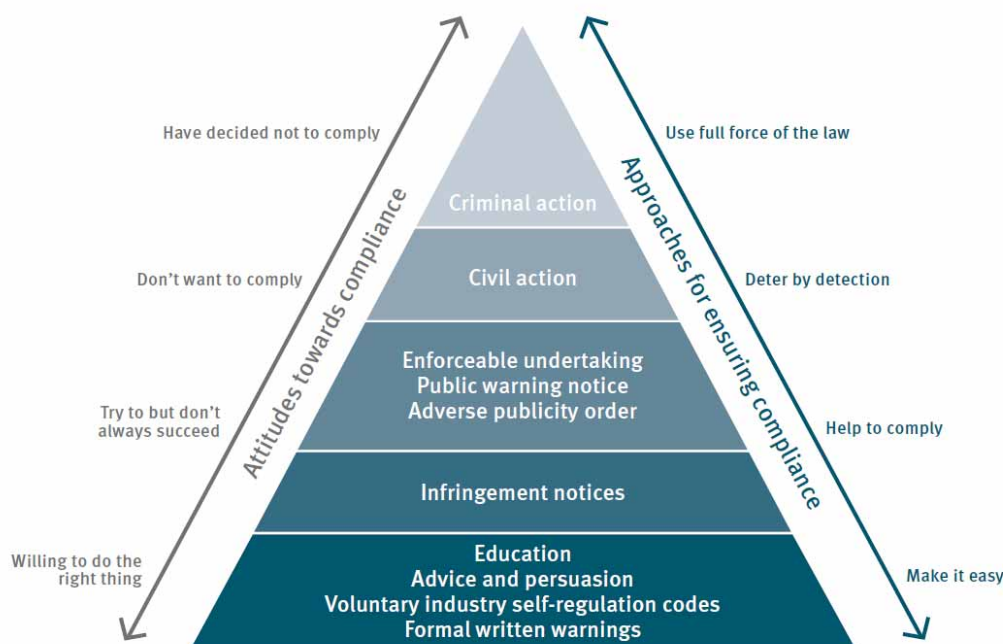 Have decided not to comply
Don't want to comply
Try to but don't
always succeed
Willing to do the
right thing
Attitudes towards compliance
Criminal action
Civil action
Enforceable undertaking
Public warning notice
Adverse publicity order
Infringement notices
Education
Advice and persuasion
Voluntary industry self-regulation codes
Formal written warnings
Approaches for ensuring compliance
Use full force of the law
Deter by detection
Help to comply
Make it easy